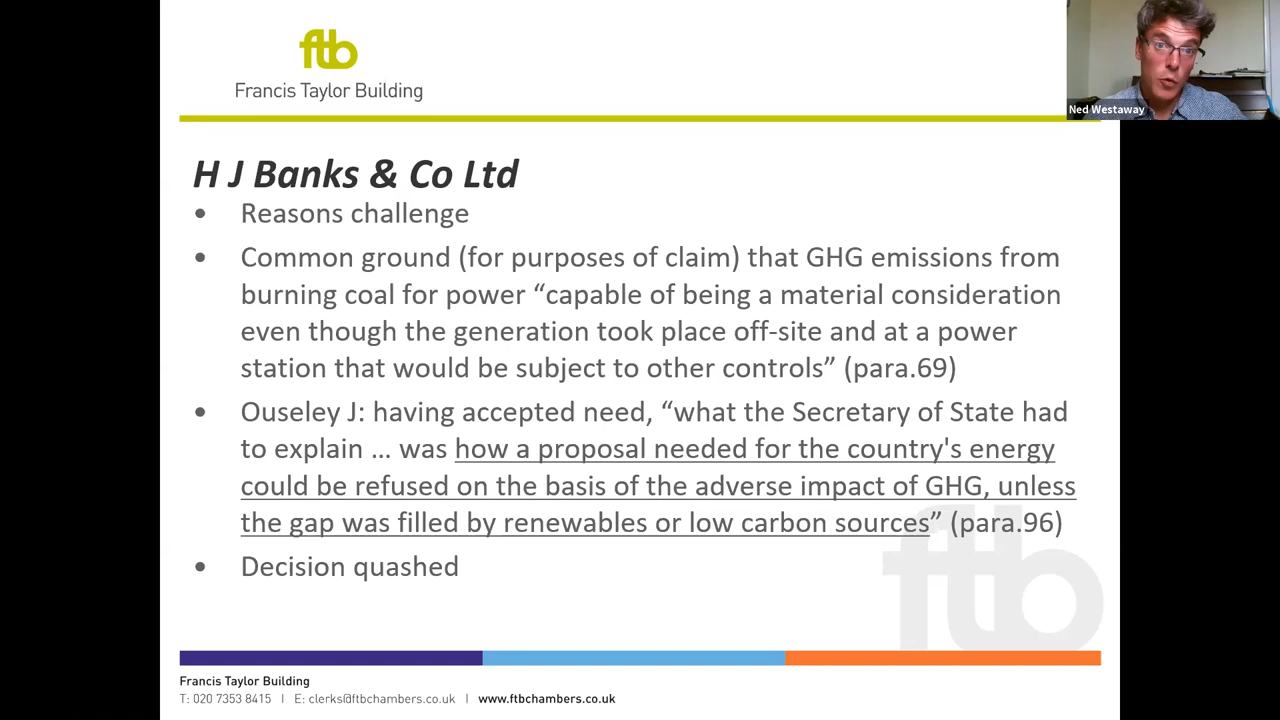 ftb
Francis Taylor Building
Ned Westaway
H J Banks & Co Ltd
• Reasons challenge
• Common ground (for purposes of claim) that GHG emissions from
burning coal for power “capable of being a material consideration
even though the generation took place off-site and at a power
station that would be subject to other controls” (para.69)
• Ouseley J: having accepted need, “what the Secretary of State had
to explain ... was how a proposal needed for the country's energy
could be refused on the basis of the adverse impact of GHG, unless
the gap was filled by renewables or low carbon sources” (para.96)
• Decision quashed
ftb
Francis Taylor Building
T: 020 7353 8415 | E: clerks@ftbchambers.co.uk | www.ftbchambers.co.uk